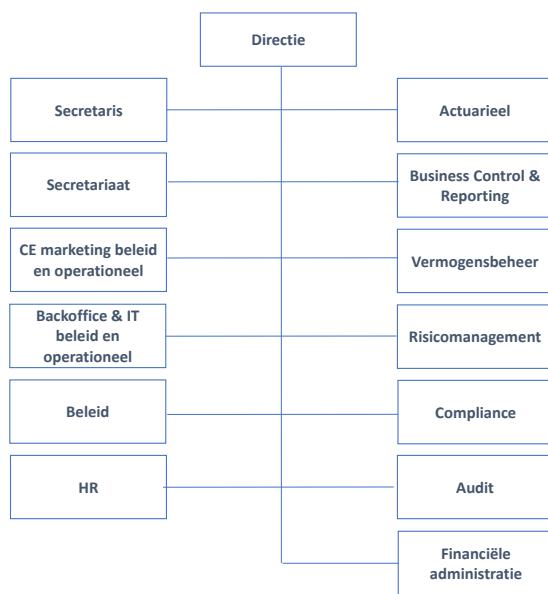 Directie
Secretaris
Actuarieel
Secretariaat
Business Control &
Reporting
CE marketing beleid
en operationeel
Vermogensbeheer
Backoffice & IT
beleid en
operationeel
Risicomanagement
Beleid
Compliance
HR
Audit
Financiële
administratie